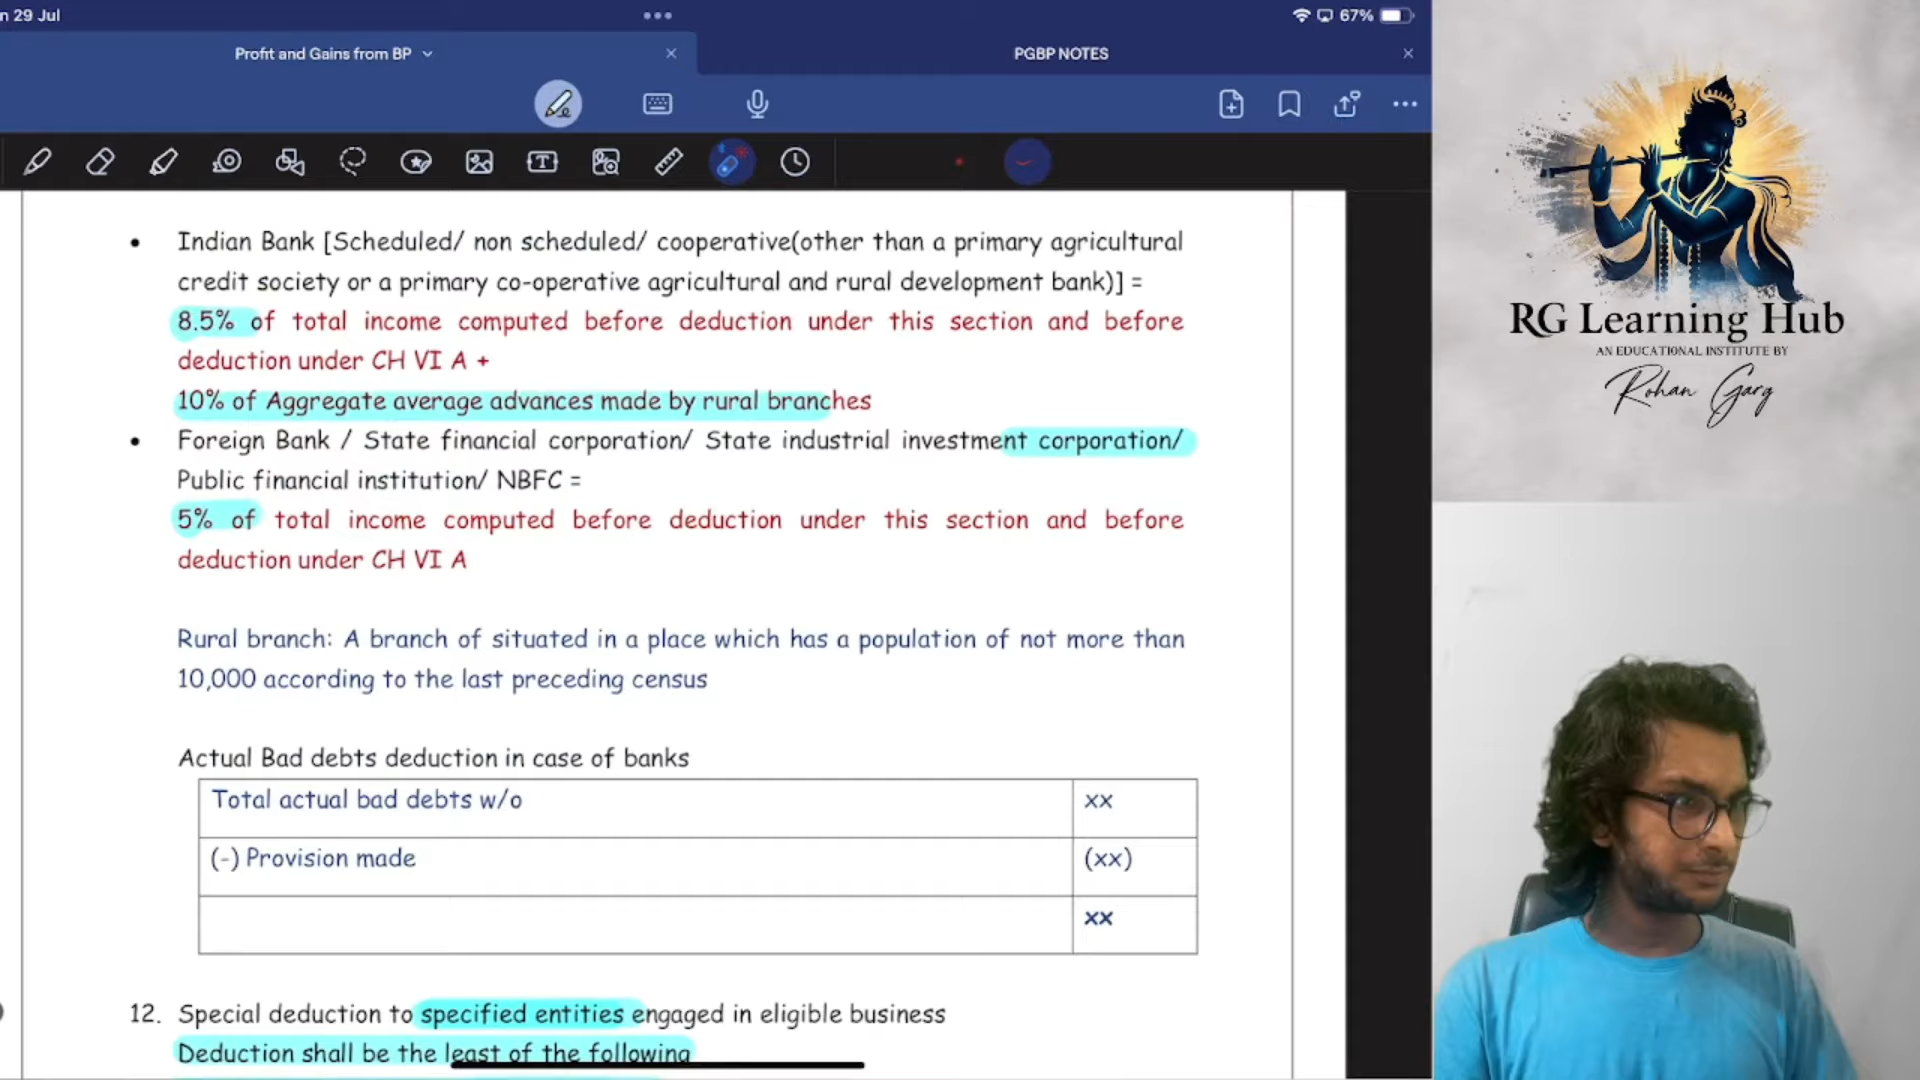 n 29 Jul
67%
Profit and Gains from BP
PGBP NOTES
• Indian Bank [Scheduled/ non scheduled/ cooperative(other than a primary agricultural
credit society or a primary co-operative agricultural and rural development bank)] =
8.5% of total income computed before deduction under this section and before
deduction under CH VI A +
10% of Aggregate average advances made by rural branches
• Foreign Bank / State financial corporation/ State industrial investment corporation/
Public financial institution/ NBFC =
5% of total income computed before deduction under this section and before
deduction under CH VI A
Rural branch: A branch of situated in a place which has a population of not more than
10,000 according to the last preceding census
Actual Bad debts deduction in case of banks
Total actual bad debts w/o xx
(-) Provision made (xx)
xx
12. Special deduction to specified entities engaged in eligible business
Deduction shall be the least of the following
RG Learning Hub
AN EDUCATIONAL INSTITUTE BY
Rohan Garg